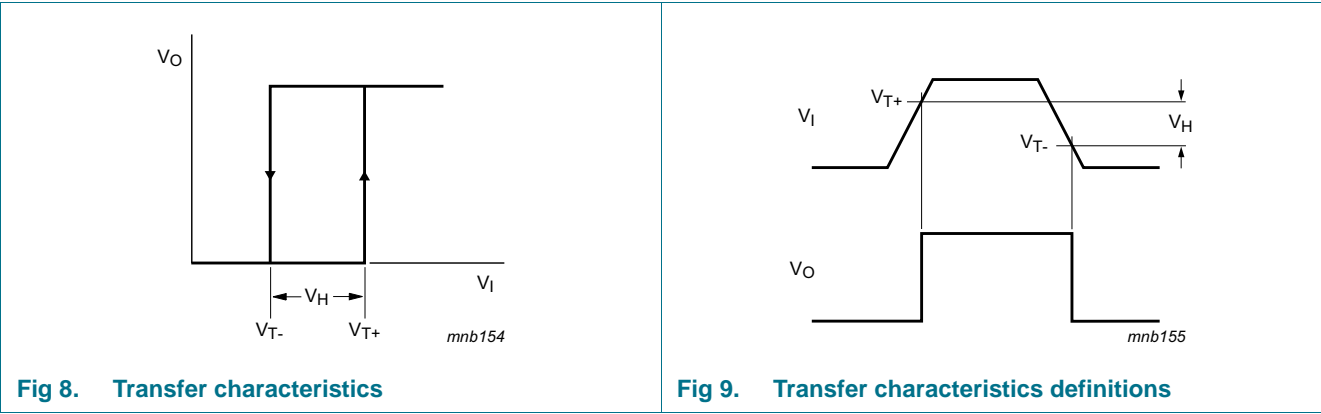 VO
VI
VH
VT-
VT+
mnb154
Fig 8. Transfer characteristics
VI
VT+
VT-
VH
VO
mnb155
Fig 9. Transfer characteristics definitions